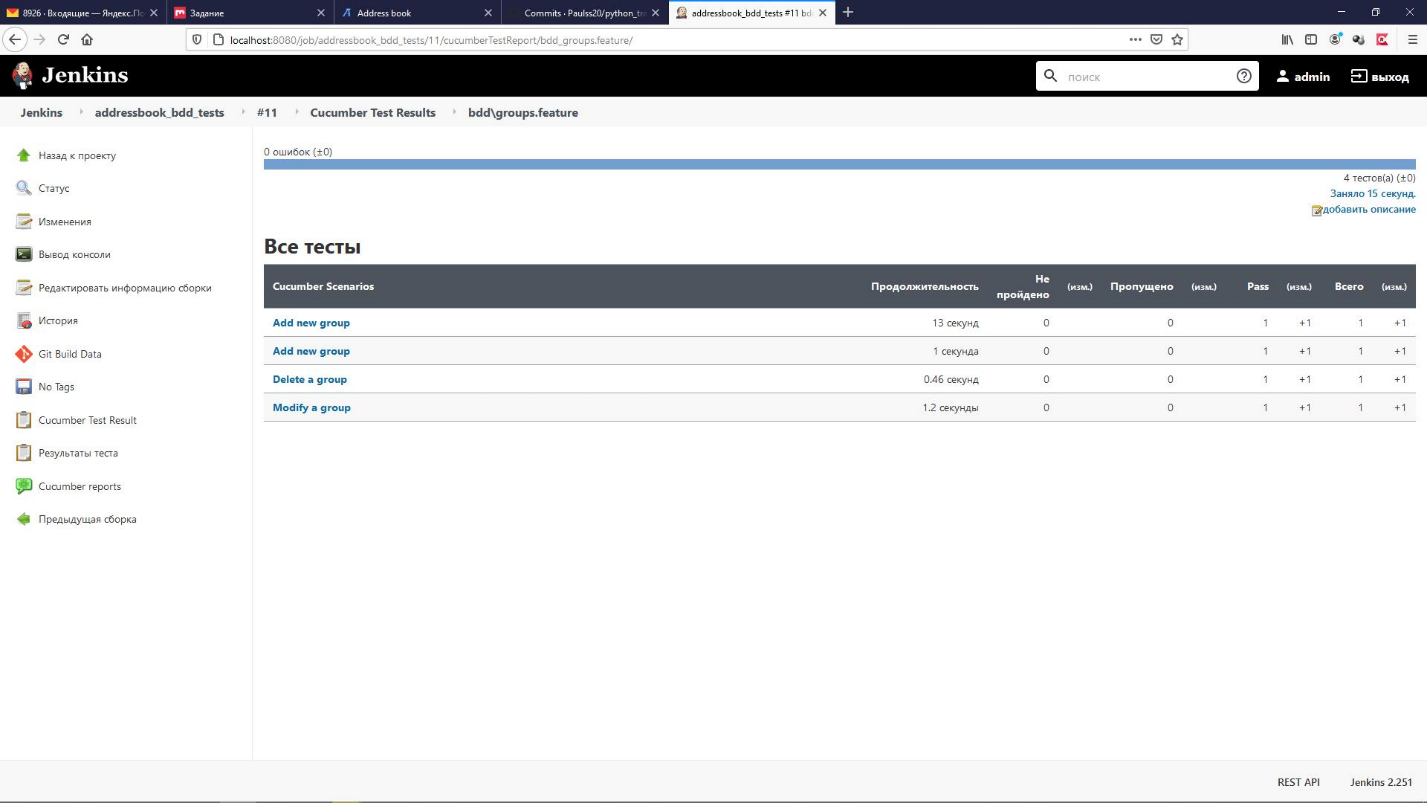 8926 · Входящие — Яндекс.По
Задание
Address book
Commits · Paulss20/python_tra
addressbook_bdd_tests #11 bd
localhost:8080/job/addressbook_bdd_tests/11/cucumberTestReport/bdd_groups.feature/
Jenkins
поиск
admin
выход
Jenkins addressbook_bdd_tests #11 Cucumber Test Results bdd\groups.feature
Назад к проекту
Статус
Изменения
Вывод консоли
Редактировать информацию сборки
История
Git Build Data
No Tags
Cucumber Test Result
Результаты теста
Cucumber reports
Предыдущая сборка
0 ошибок (±0)
4 тестов(а) (±0)
Заняло 15 секунд.
добавить описание
Все тесты
Cucumber Scenarios Продолжительность Не пройдено (изм.) Пропущено (изм.) Pass (изм.) Всего (изм.)
Add new group 13 секунд 0 0 1 +1 1 +1
Add new group 1 секунда 0 0 1 +1 1 +1
Delete a group 0.46 секунд 0 0 1 +1 1 +1
Modify a group 1.2 секунды 0 0 1 +1 1 +1
REST API Jenkins 2.251